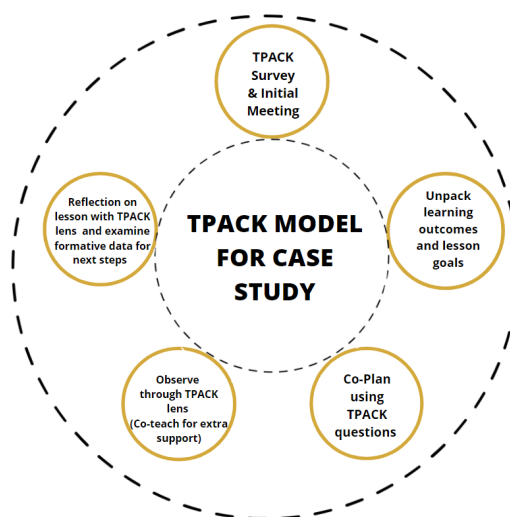 TPACK
Survey
& Initial
Meeting
Unpack
learning
outcomes
and lesson
goals
Co-Plan
using
TPACK
questions
Observe
through TPACK
lens
(Co-teach for extra
support)
Reflection on
lesson with TPACK
lens and examine
formative data for
next steps
TPACK MODEL
FOR CASE
STUDY